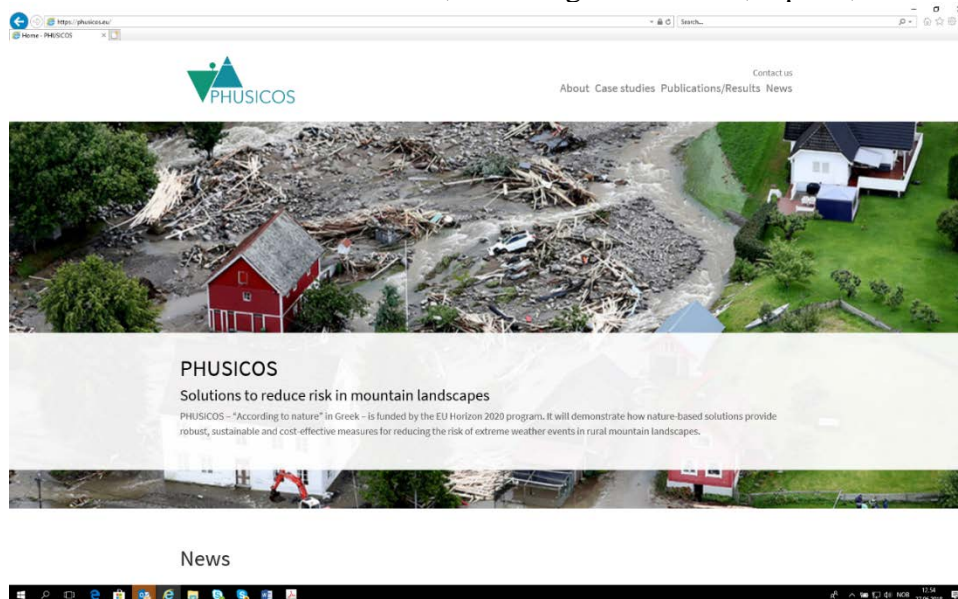 https://phusicos.eu/
Search...
Home - PHUSICOS
PHUSICOS
Contact us
About Case studies Publications/Results News
PHUSICOS
Solutions to reduce risk in mountain landscapes
PHUSICOS – "According to nature" in Greek – is funded by the EU Horizon 2020 program. It will demonstrate how nature-based solutions provide
robust, sustainable and cost-effective measures for reducing the risk of extreme weather events in rural mountain landscapes.
News
NOB
12.54